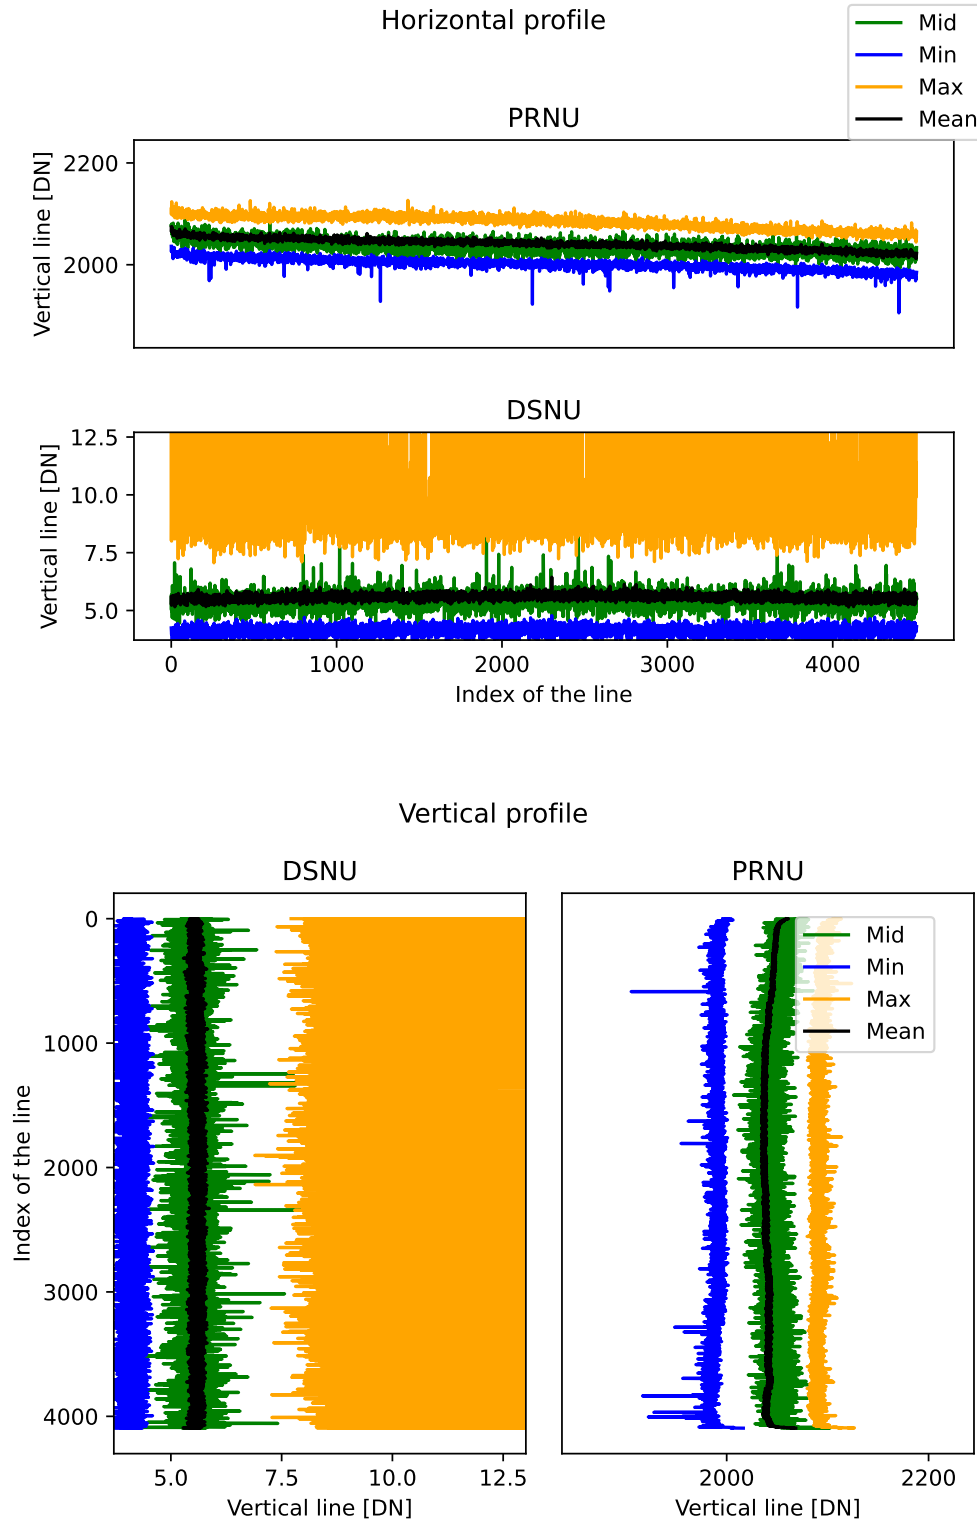 Horizontal profile
Mid
Min
Max
Mean
PRNU
Vertical line [DN]
2200
2000
DSNU
Vertical line [DN]
12.5
10.0
7.5
5.0
0 1000 2000 3000 4000
Index of the line
Vertical profile
DSNU
PRNU
Index of the line
0
1000
2000
3000
4000
Mid
Min
Max
Mean
5.0 7.5 10.0 12.5
2000 2200
Vertical line [DN]
Vertical line [DN]